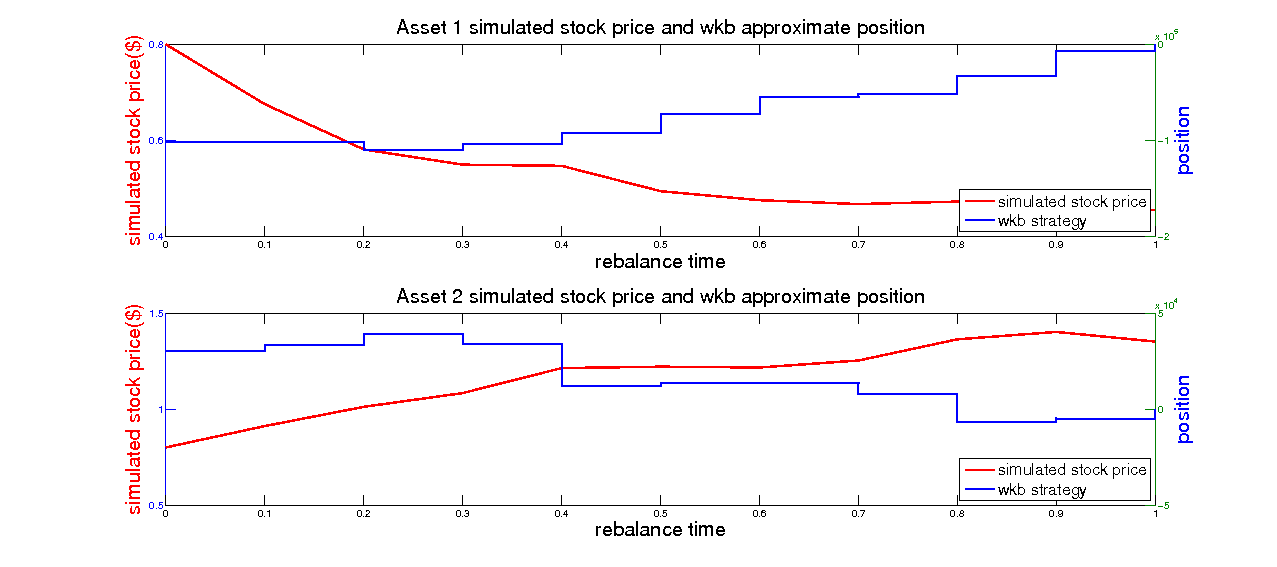 Asset 1 simulated stock price and wkb approximate position
simulated stock price($)
0.8
0.6
0.4
x 10^5
0
-1
-2
position
simulated stock price
wkb strategy
0 0.1 0.2 0.3 0.4 0.5 0.6 0.7 0.8 0.9 1
rebalance time
Asset 2 simulated stock price and wkb approximate position
simulated stock price($)
1.5
1
0.5
x 10^4
5
0
-5
position
simulated stock price
wkb strategy
0 0.1 0.2 0.3 0.4 0.5 0.6 0.7 0.8 0.9 1
rebalance time